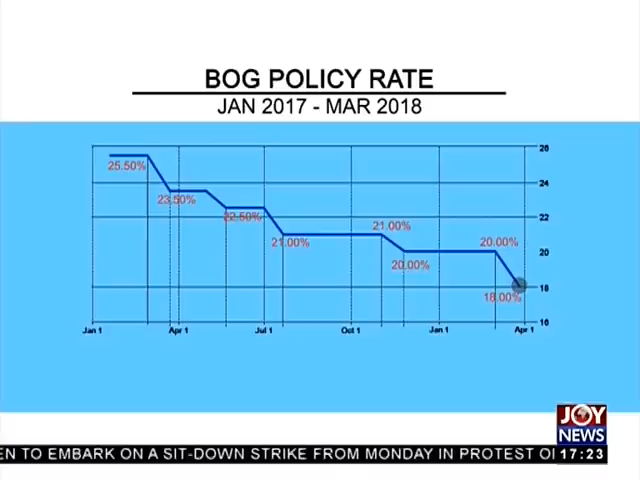 BOG POLICY RATE
JAN 2017 - MAR 2018
26
25.50%
24
23.50%
22.50%
22
21.00%
21.00%
20.00%
20.00%
20
18.00%
18
16
Jan 1 Apr 1 Jul 1 Oct 1 Jan 1 Apr 1
JOY
NEWS
EN TO EMBARK ON A SIT-DOWN STRIKE FROM MONDAY IN PROTEST O
17:23